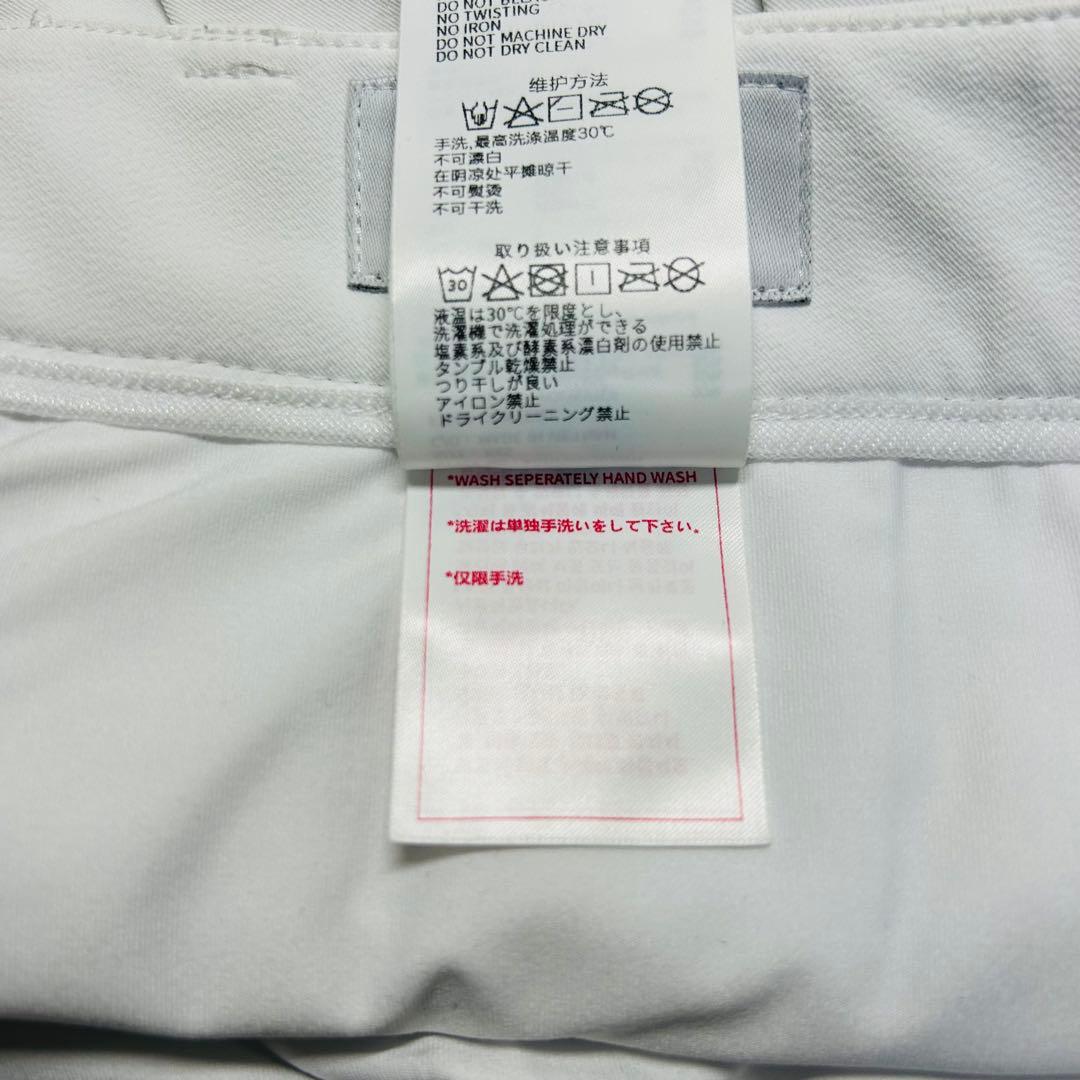 DO NOT
NO TWISTING
NO IRON
DO NOT MACHINE DRY
DO NOT DRY CLEAN
维护方法
手洗,最高洗涤温度30℃
不可漂白
在阴凉处平摊晾干
不可熨烫
不可干洗
取り扱い注意事項
30
液温は30℃を限度とし、
洗濯機で洗濯処理ができる
塩素系及び酵素系漂白剤の使用禁止
タンブル乾燥禁止
つり干しが良い
アイロン禁止
ドライクリーニング禁止
*WASH SEPERATELY HAND WASH
*洗濯は単独手洗いをして下さい。
*仅限手洗